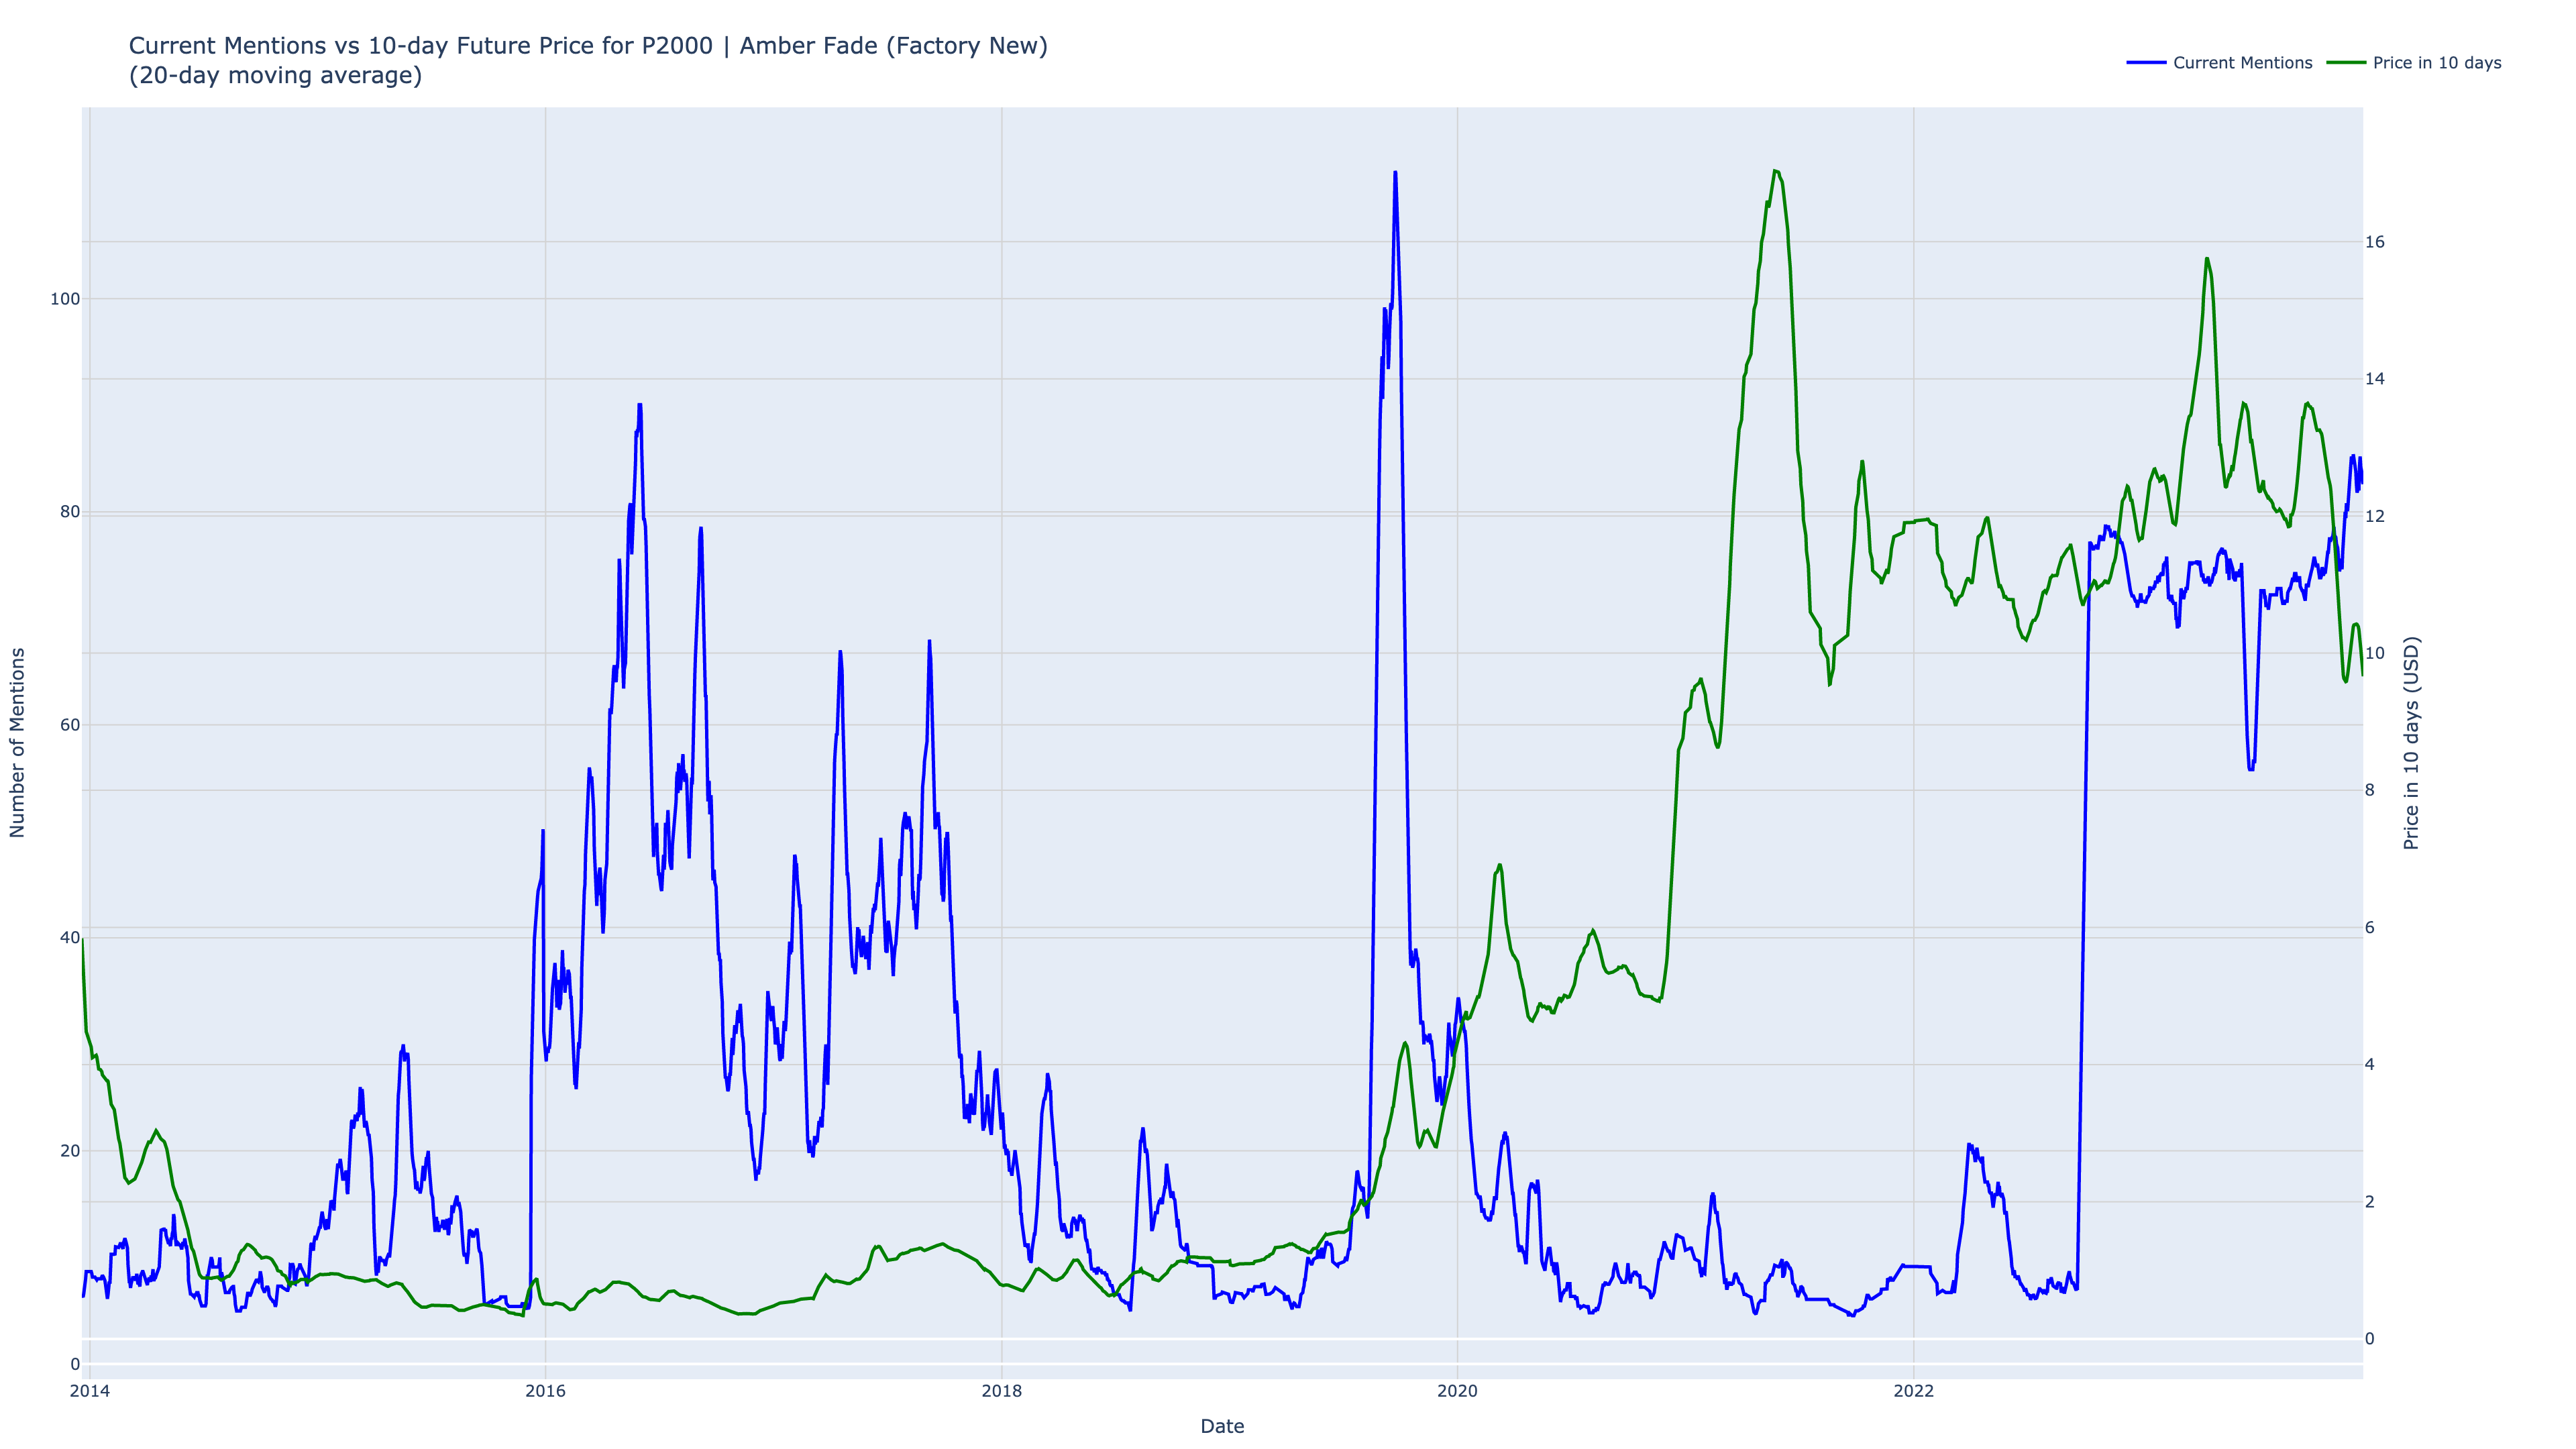 Current Mentions vs 10-day Future Price for P2000 | Amber Fade (Factory New)
(20-day moving average)
Current Mentions
Price in 10 days
Number of Mentions
100
80
60
40
20
0
16
14
12
10
8
6
4
2
0
Price in 10 days (USD)
2014
2016
2018
2020
2022
Date